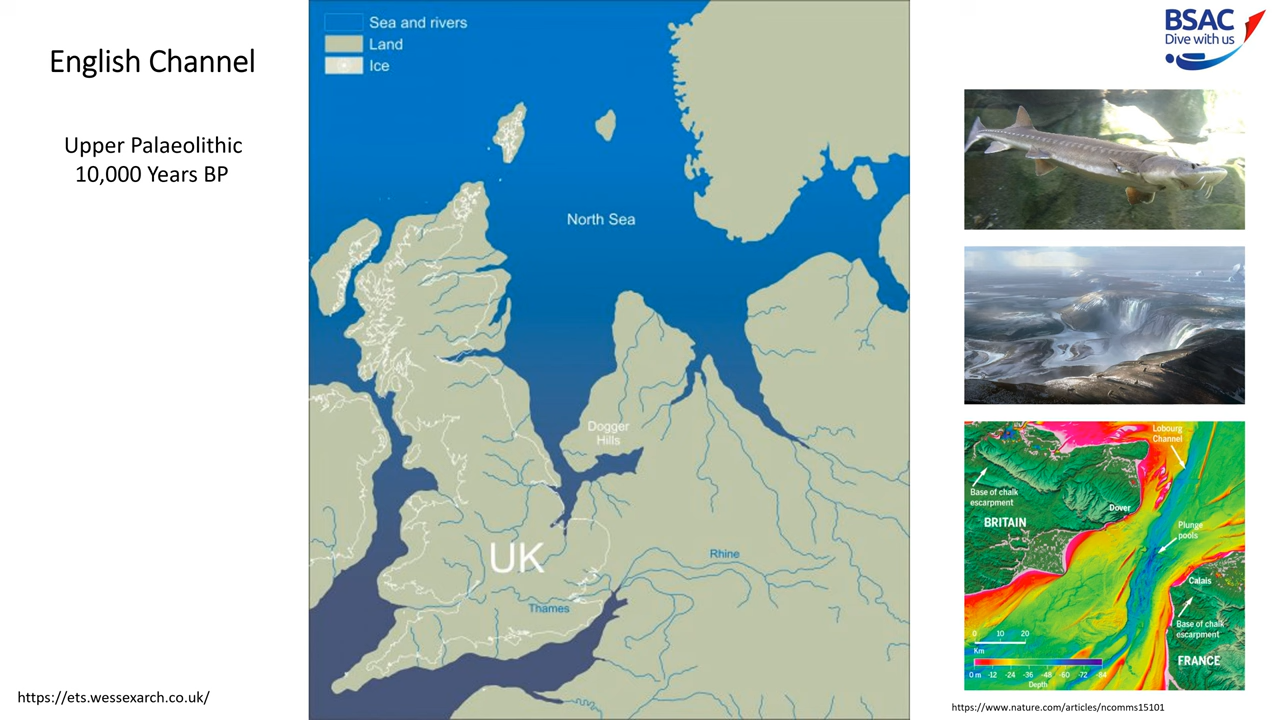 English Channel
Upper Palaeolithic
10,000 Years BP
https://ets.wessexarch.co.uk/
Sea and rivers
Land
Ice
North Sea
Dogger
Hills
UK
Rhine
Thames
BSAC
Dive with us
Lobourg
Channel
Base of chalk
escarpment
Dover
BRITAIN
Plunge
pools
Calais
Base of chalk
escarpment
FRANCE
0 10 20
Km
0 m -12 -24 -36 -48 -60 -72 -84
Depth
https://www.nature.com/articles/ncomms15101